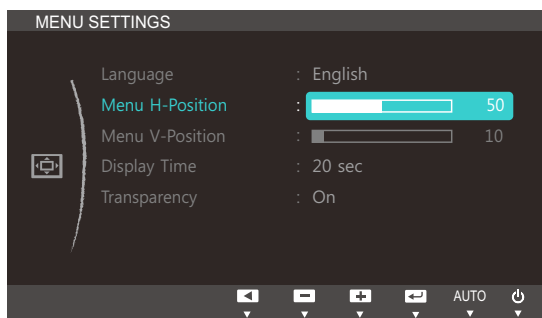 MENU SETTINGS
Language : English
Menu H-Position : 50
Menu V-Position : 10
Display Time : 20 sec
Transparency : On
AUTO